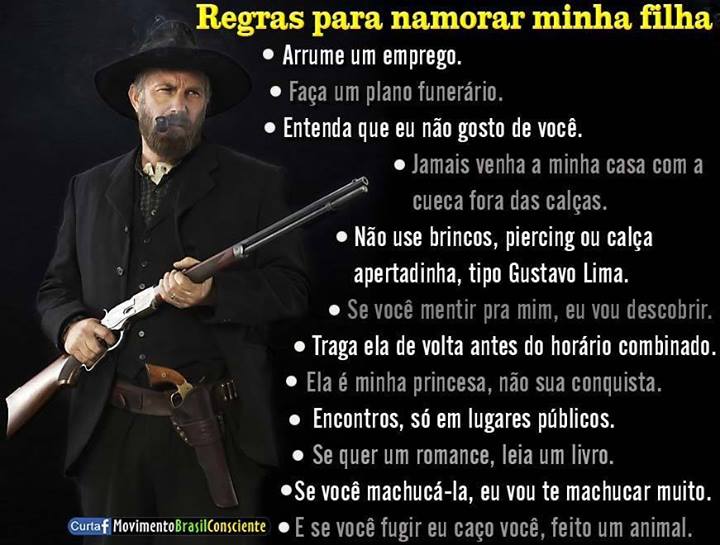 Regras para namorar minha filha
• Arrume um emprego.
• Faça um plano funerário.
• Entenda que eu não gosto de você.
• Jamais venha a minha casa com a
cueca fora das calças.
• Não use brincos, piercing ou calça
apertadinha, tipo Gustavo Lima.
• Se você mentir pra mim, eu vou descobrir.
• Traga ela de volta antes do horário combinado.
• Ela é minha princesa, não sua conquista.
• Encontros, só em lugares públicos.
• Se quer um romance, leia um livro.
• Se você machucá-la, eu vou te machucar muito.
• E se você fugir eu caço você, feito um animal.
Curta f MovimentoBrasilConsciente